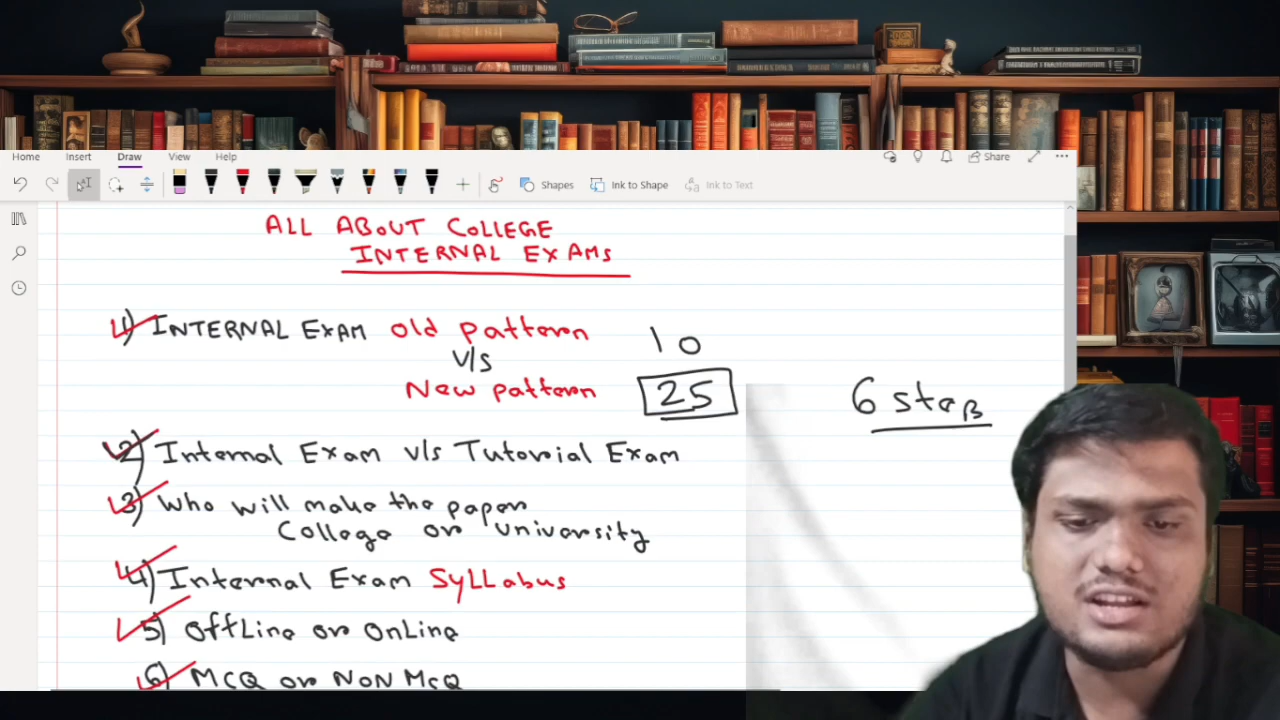 Home Insert Draw View Help
Share
Shapes Ink to Shape Ink to Text
ALL ABOUT COLLEGE
INTERNAL EXAMS
1) INTERNAL EXAM Old pattern
V/s
New pattern
10
25
6 steps
2) Internal Exam v/s Tutorial Exam
3) Who will make the paper
College or University
4) Internal Exam SyLLabus
5) OffLine or OnLine
6) MCQ or NON MCQ